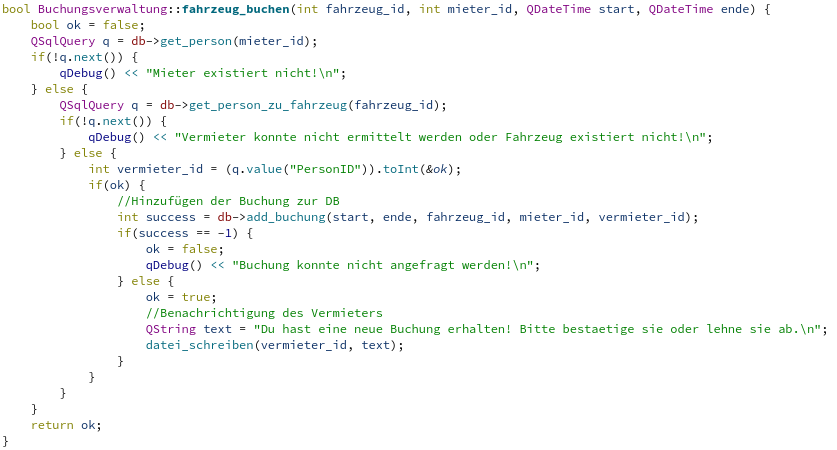 bool Buchungsverwaltung::fahrzeug_buchen(int fahrzeug_id, int mieter_id, QDateTime start, QDateTime ende) {
    bool ok = false;
    QSqlQuery q = db->get_person(mieter_id);
    if(!q.next()) {
        qDebug() << "Mieter existiert nicht!\n";
    } else {
        QSqlQuery q = db->get_person_zu_fahrzeug(fahrzeug_id);
        if(!q.next()) {
            qDebug() << "Vermieter konnte nicht ermittelt werden oder Fahrzeug existiert nicht!\n";
        } else {
            int vermieter_id = (q.value("PersonID")).toInt(&ok);
            if(ok) {
                //Hinzufügen der Buchung zur DB
                int success = db->add_buchung(start, ende, fahrzeug_id, mieter_id, vermieter_id);
                if(success == -1) {
                    ok = false;
                    qDebug() << "Buchung konnte nicht angefragt werden!\n";
                } else {
                    ok = true;
                    //Benachrichtigung des Vermieters
                    QString text = "Du hast eine neue Buchung erhalten! Bitte bestaetige sie oder lehne sie ab.\n";
                    datei_schreiben(vermieter_id, text);
                }
            }
        }
    }
    return ok;
}